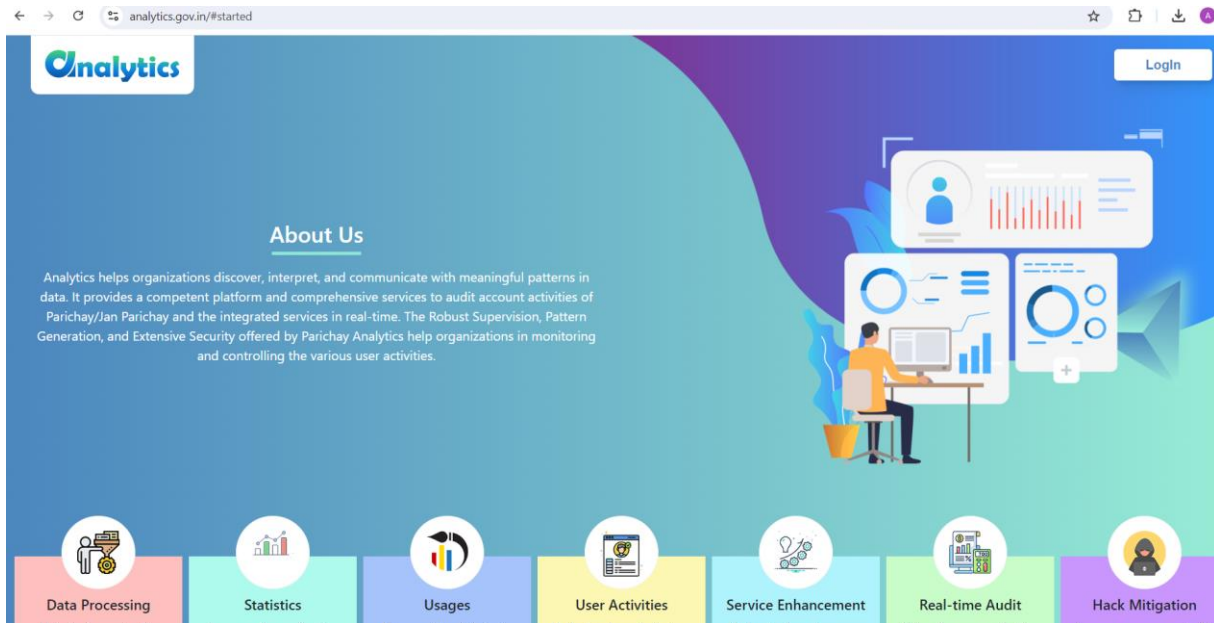 analytics.gov.in/#started
A
Analytics
LogIn
About Us
Analytics helps organizations discover, interpret, and communicate with meaningful patterns in
data. It provides a competent platform and comprehensive services to audit account activities of
Parichay/Jan Parichay and the integrated services in real-time. The Robust Supervision, Pattern
Generation, and Extensive Security offered by Parichay Analytics help organizations in monitoring
and controlling the various user activities.
Data Processing
Statistics
Usages
User Activities
Service Enhancement
Real-time Audit
Hack Mitigation